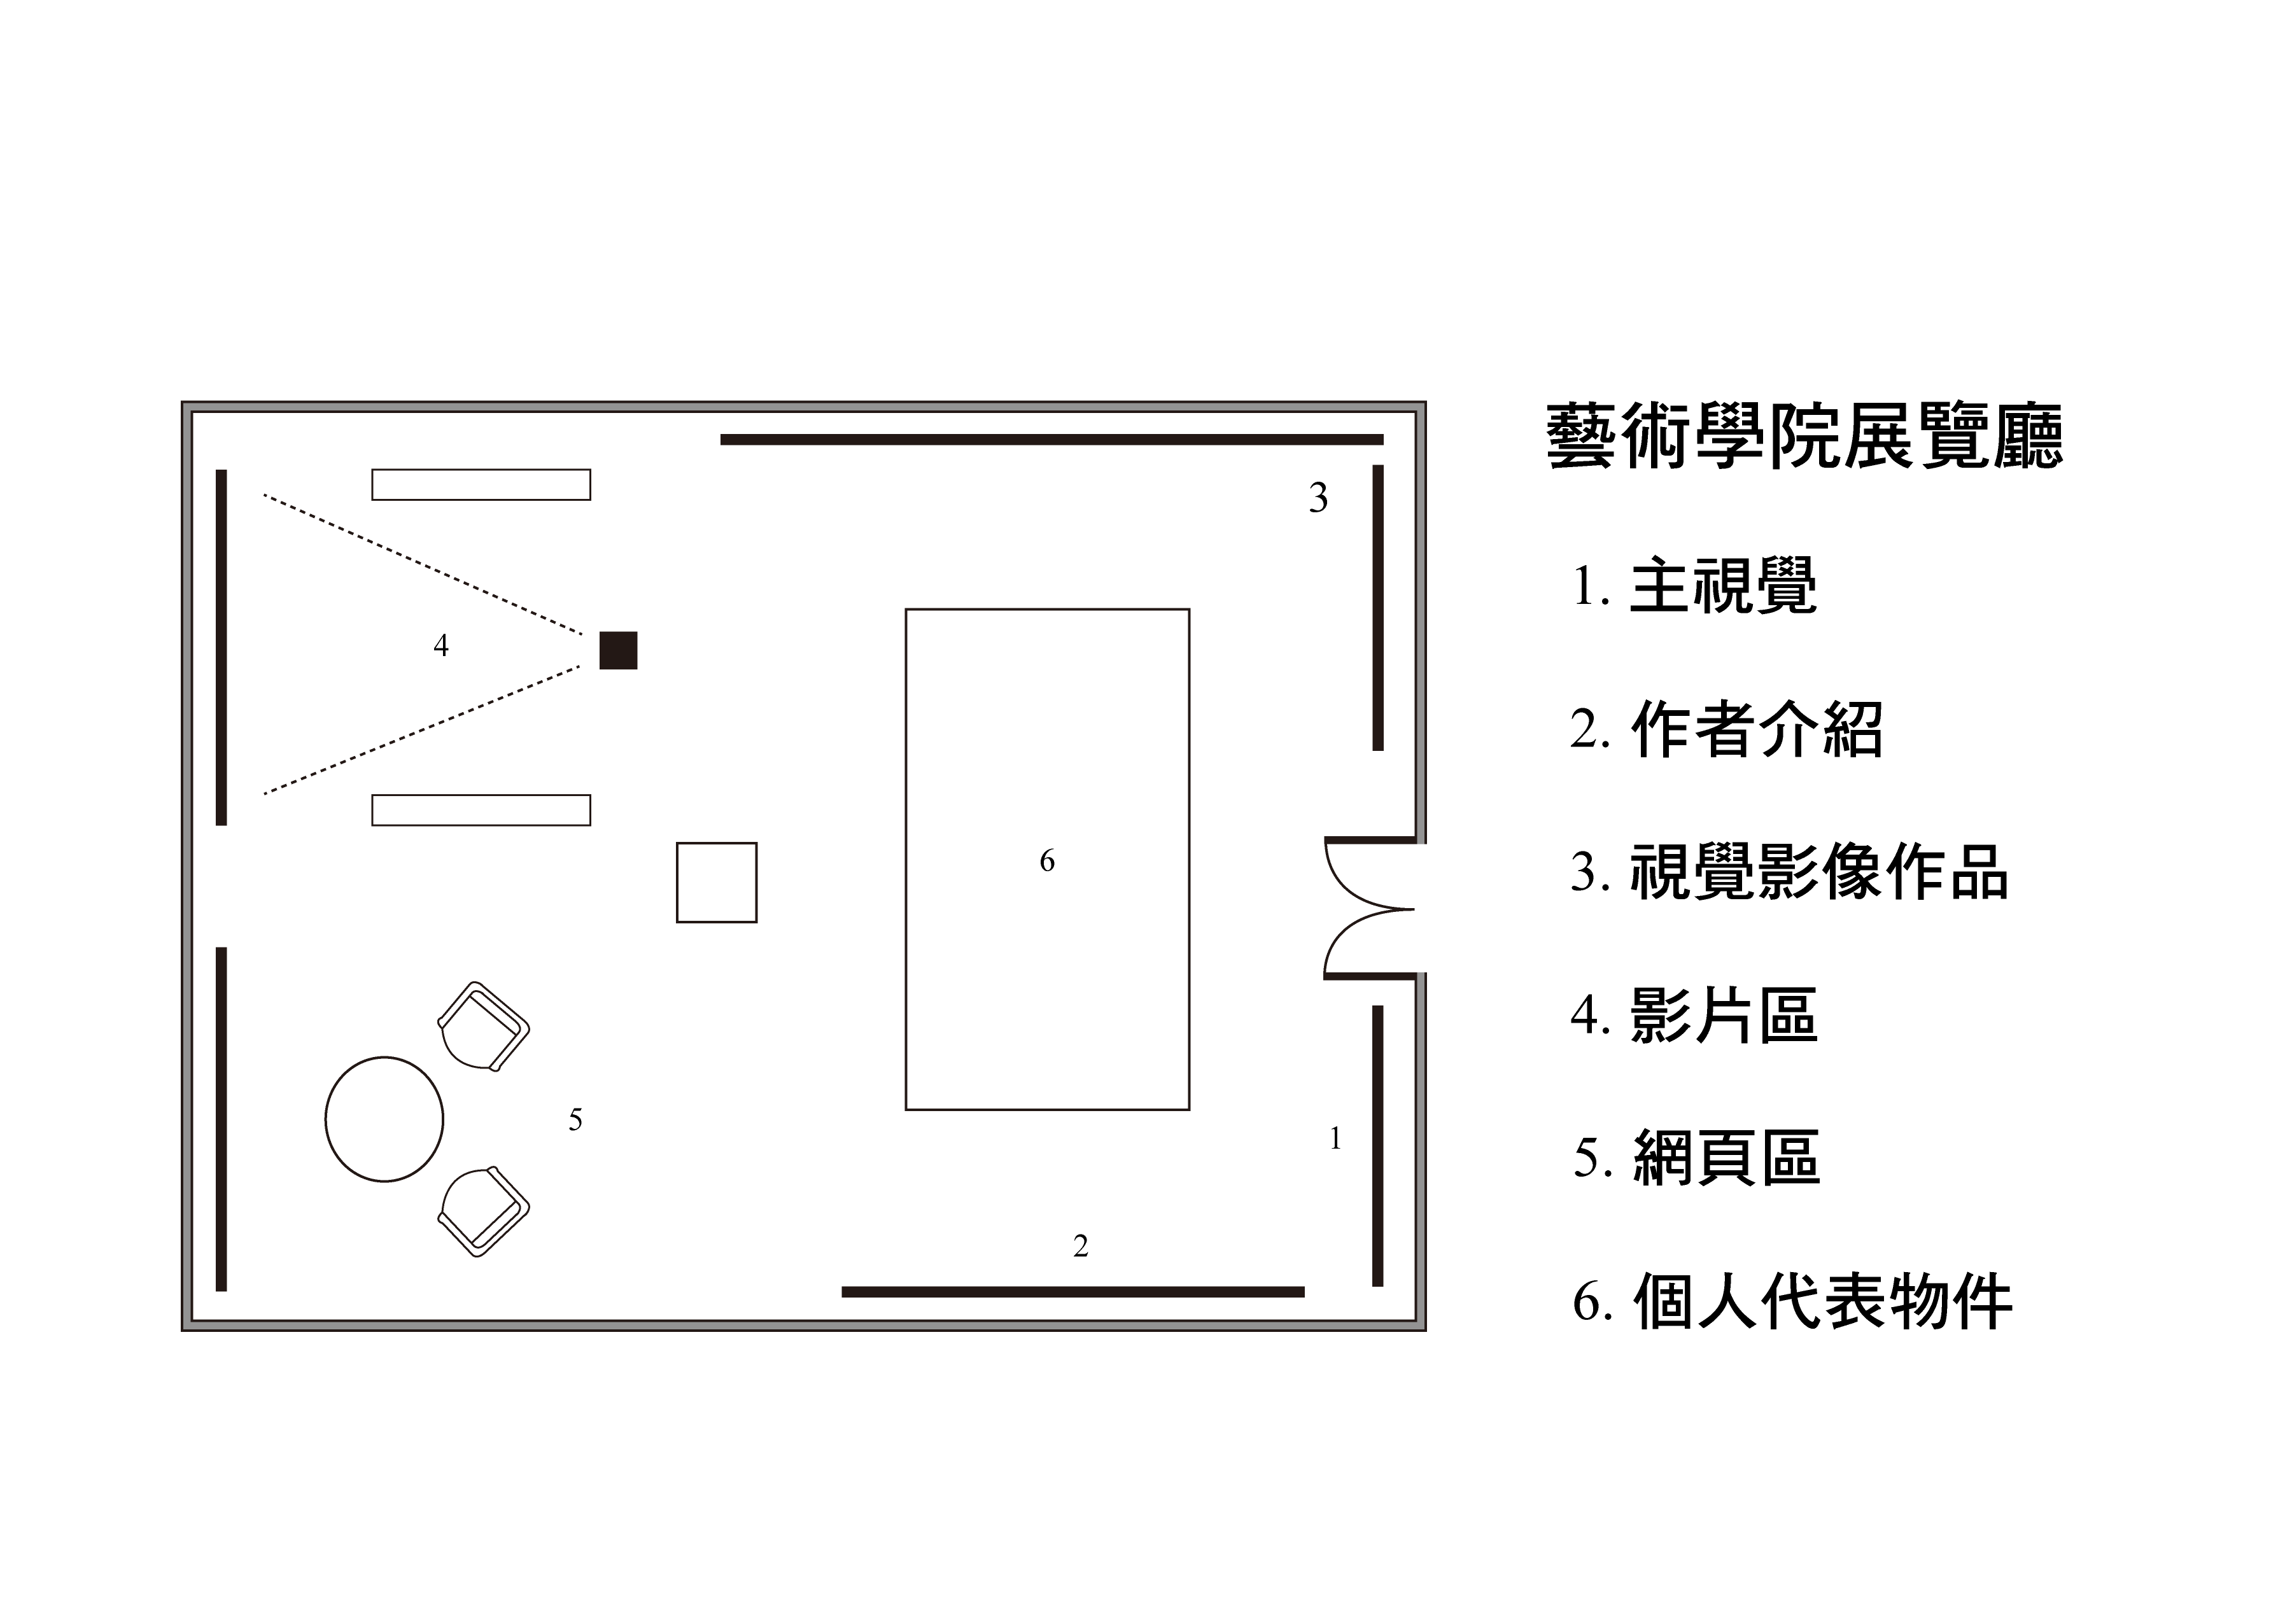 藝術學院展覽廳
1. 主視覺
2. 作者介紹
3. 視覺影像作品
4. 影片區
5. 網頁區
6. 個人代表物件
3
4
6
5
1
2